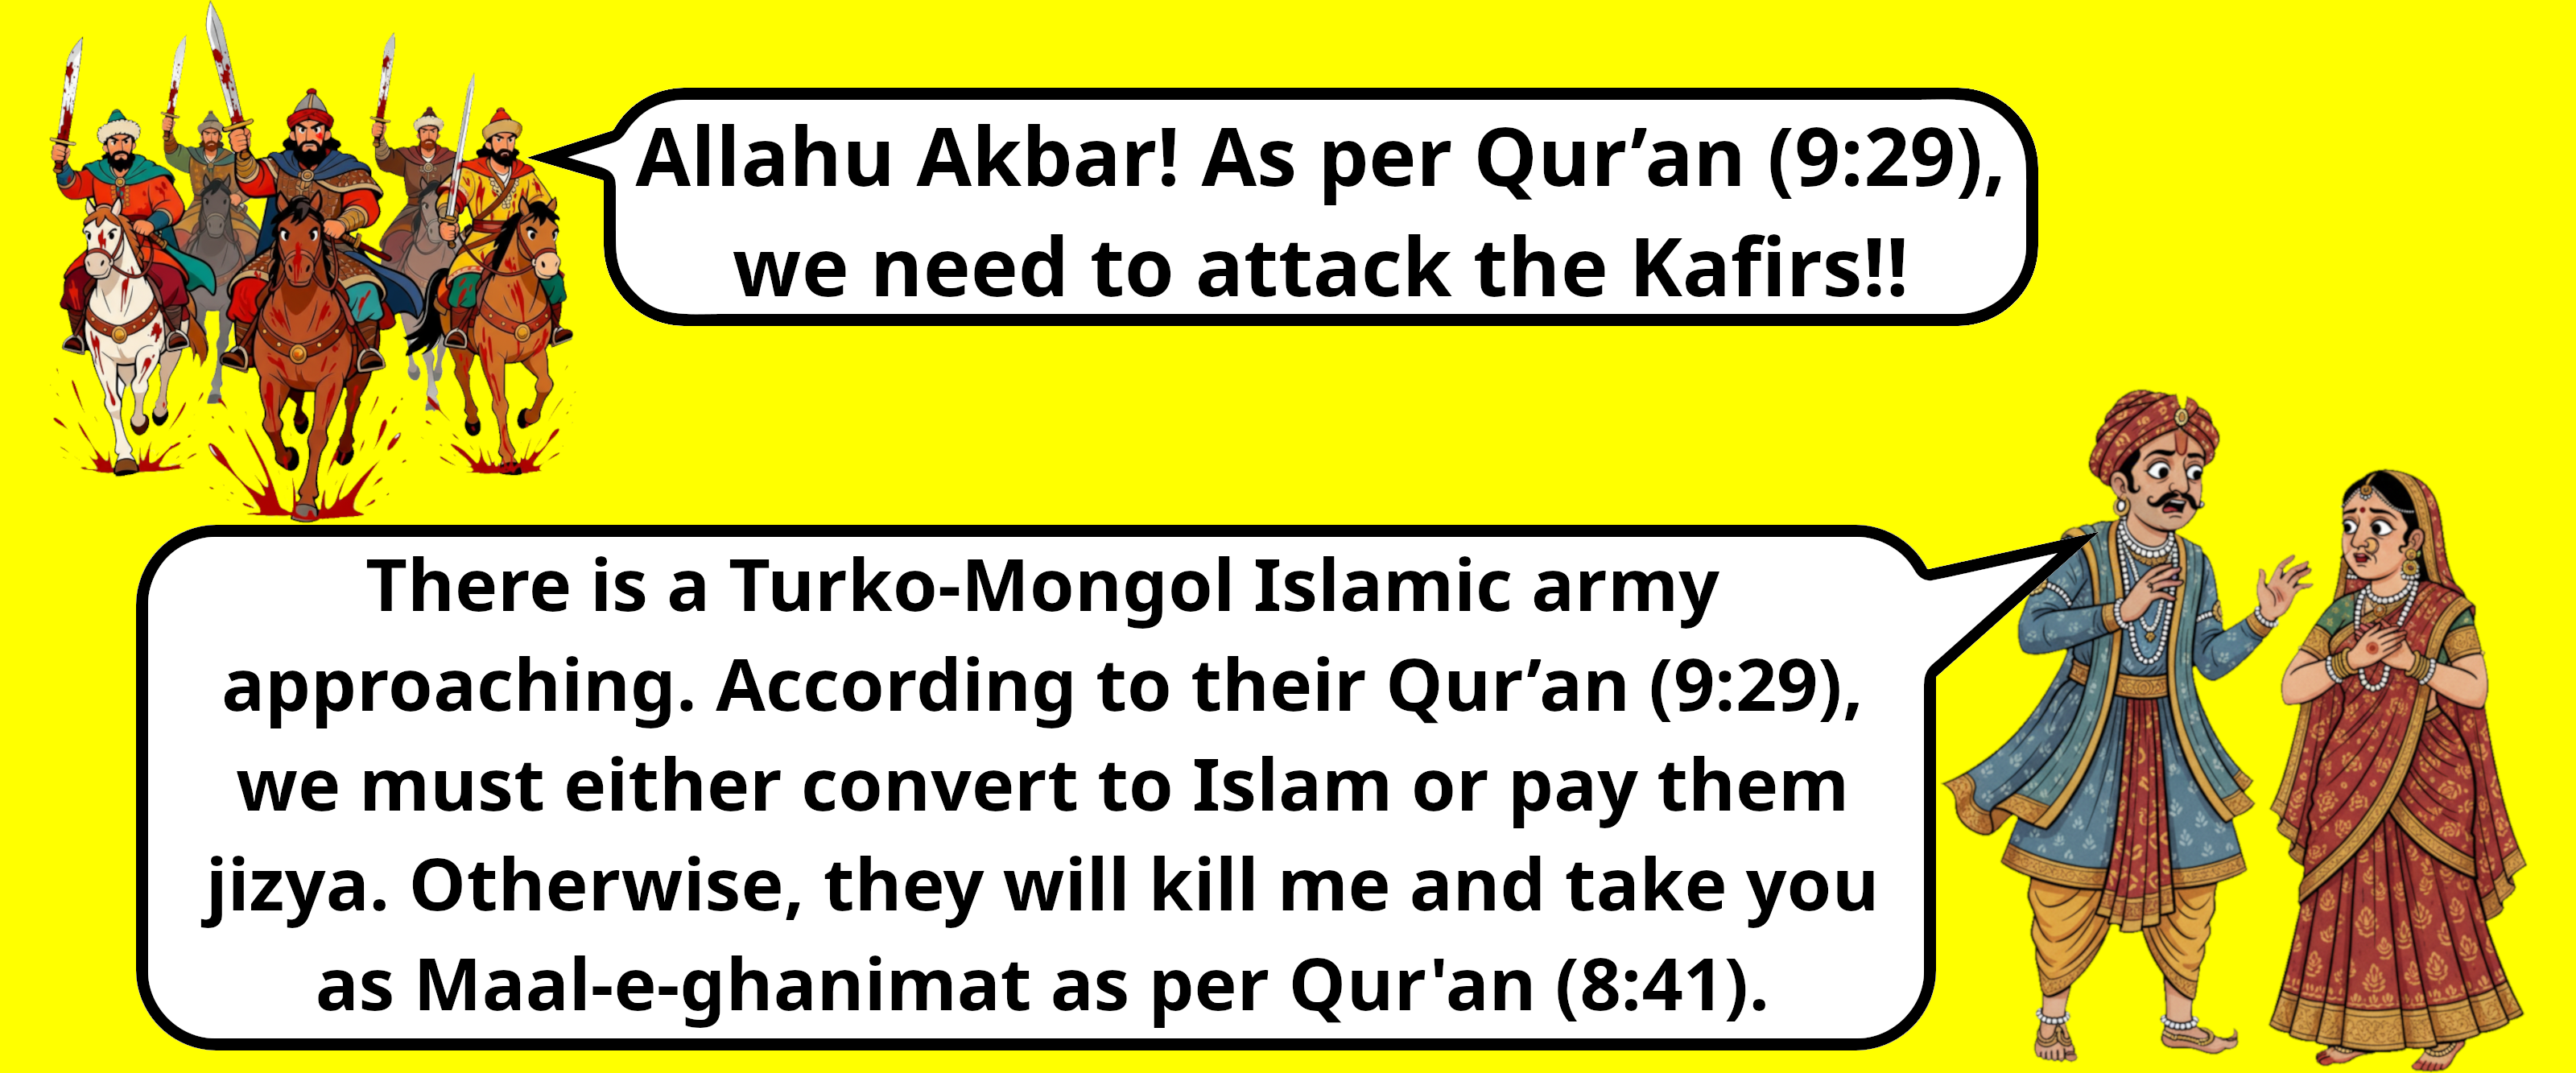 Allahu Akbar! As per Qur’an (9:29),
we need to attack the Kafirs!!
There is a Turko-Mongol Islamic army
approaching. According to their Qur’an (9:29),
we must either convert to Islam or pay them
jizya. Otherwise, they will kill me and take you
as Maal-e-ghanimat as per Qur'an (8:41).